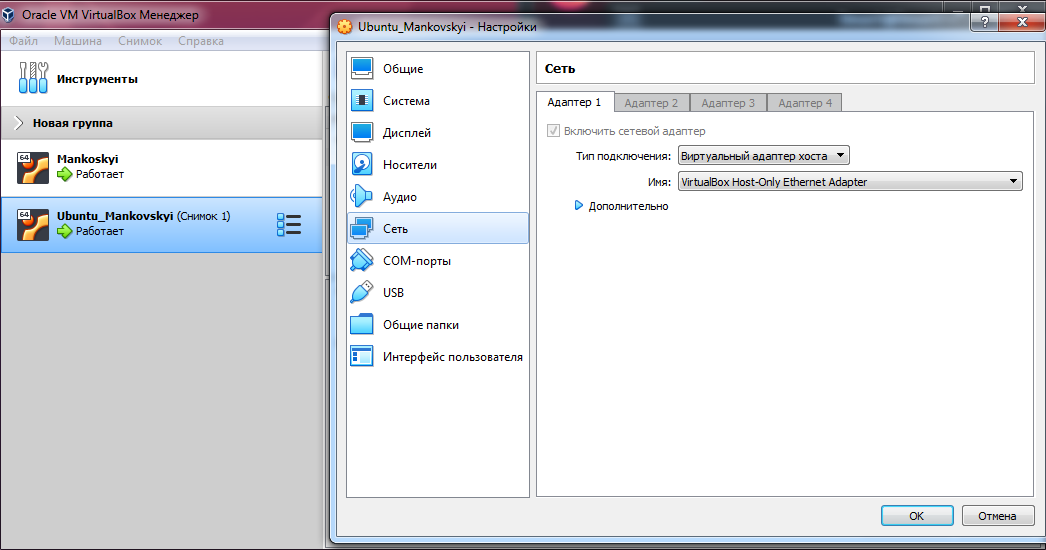 Oracle VM VirtualBox Менеджер
Файл Машина Снимок Справка
Инструменты
Новая группа
64
Mankoskyi
Работает
64
Ubuntu_Mankovskyi (Снимок 1)
Работает
Ubuntu_Mankovskyi - Настройки
?
Общие
Система
Дисплей
Носители
Аудио
Сеть
COM-порты
USB
Общие папки
Интерфейс пользователя
Сеть
Адаптер 1 Адаптер 2 Адаптер 3 Адаптер 4
Включить сетевой адаптер
Тип подключения: Виртуальный адаптер хоста
Имя: VirtualBox Host-Only Ethernet Adapter
Дополнительно
OK Отмена